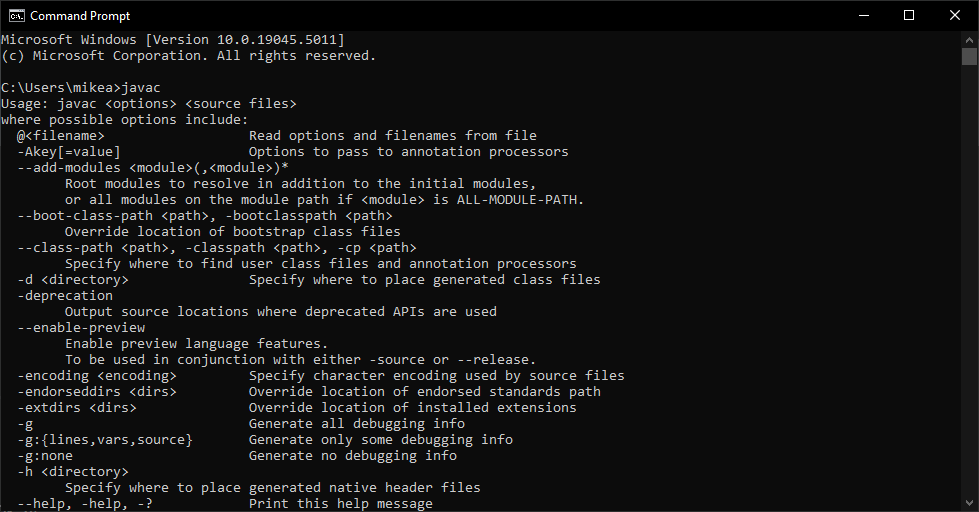 Command Prompt
Microsoft Windows [Version 10.0.19045.5011]
(c) Microsoft Corporation. All rights reserved.
C:\Users\mikea>javac
Usage: javac <options> <source files>
where possible options include:
  @<filename>                  Read options and filenames from file
  -Akey[=value]                Options to pass to annotation processors
  --add-modules <module>(,<module>)*
        Root modules to resolve in addition to the initial modules,
        or all modules on the module path if <module> is ALL-MODULE-PATH.
  --boot-class-path <path>, -bootclasspath <path>
        Override location of bootstrap class files
  --class-path <path>, -classpath <path>, -cp <path>
        Specify where to find user class files and annotation processors
  -d <directory>               Specify where to place generated class files
  -deprecation
        Output source locations where deprecated APIs are used
  --enable-preview
        Enable preview language features.
        To be used in conjunction with either -source or --release.
  -encoding <encoding>         Specify character encoding used by source files
  -endorseddirs <dirs>         Override location of endorsed standards path
  -extdirs <dirs>              Override location of installed extensions
  -g                           Generate all debugging info
  -g:{lines,vars,source}       Generate only some debugging info
  -g:none                      Generate no debugging info
  -h <directory>
        Specify where to place generated native header files
  --help, -help, -?            Print this help message